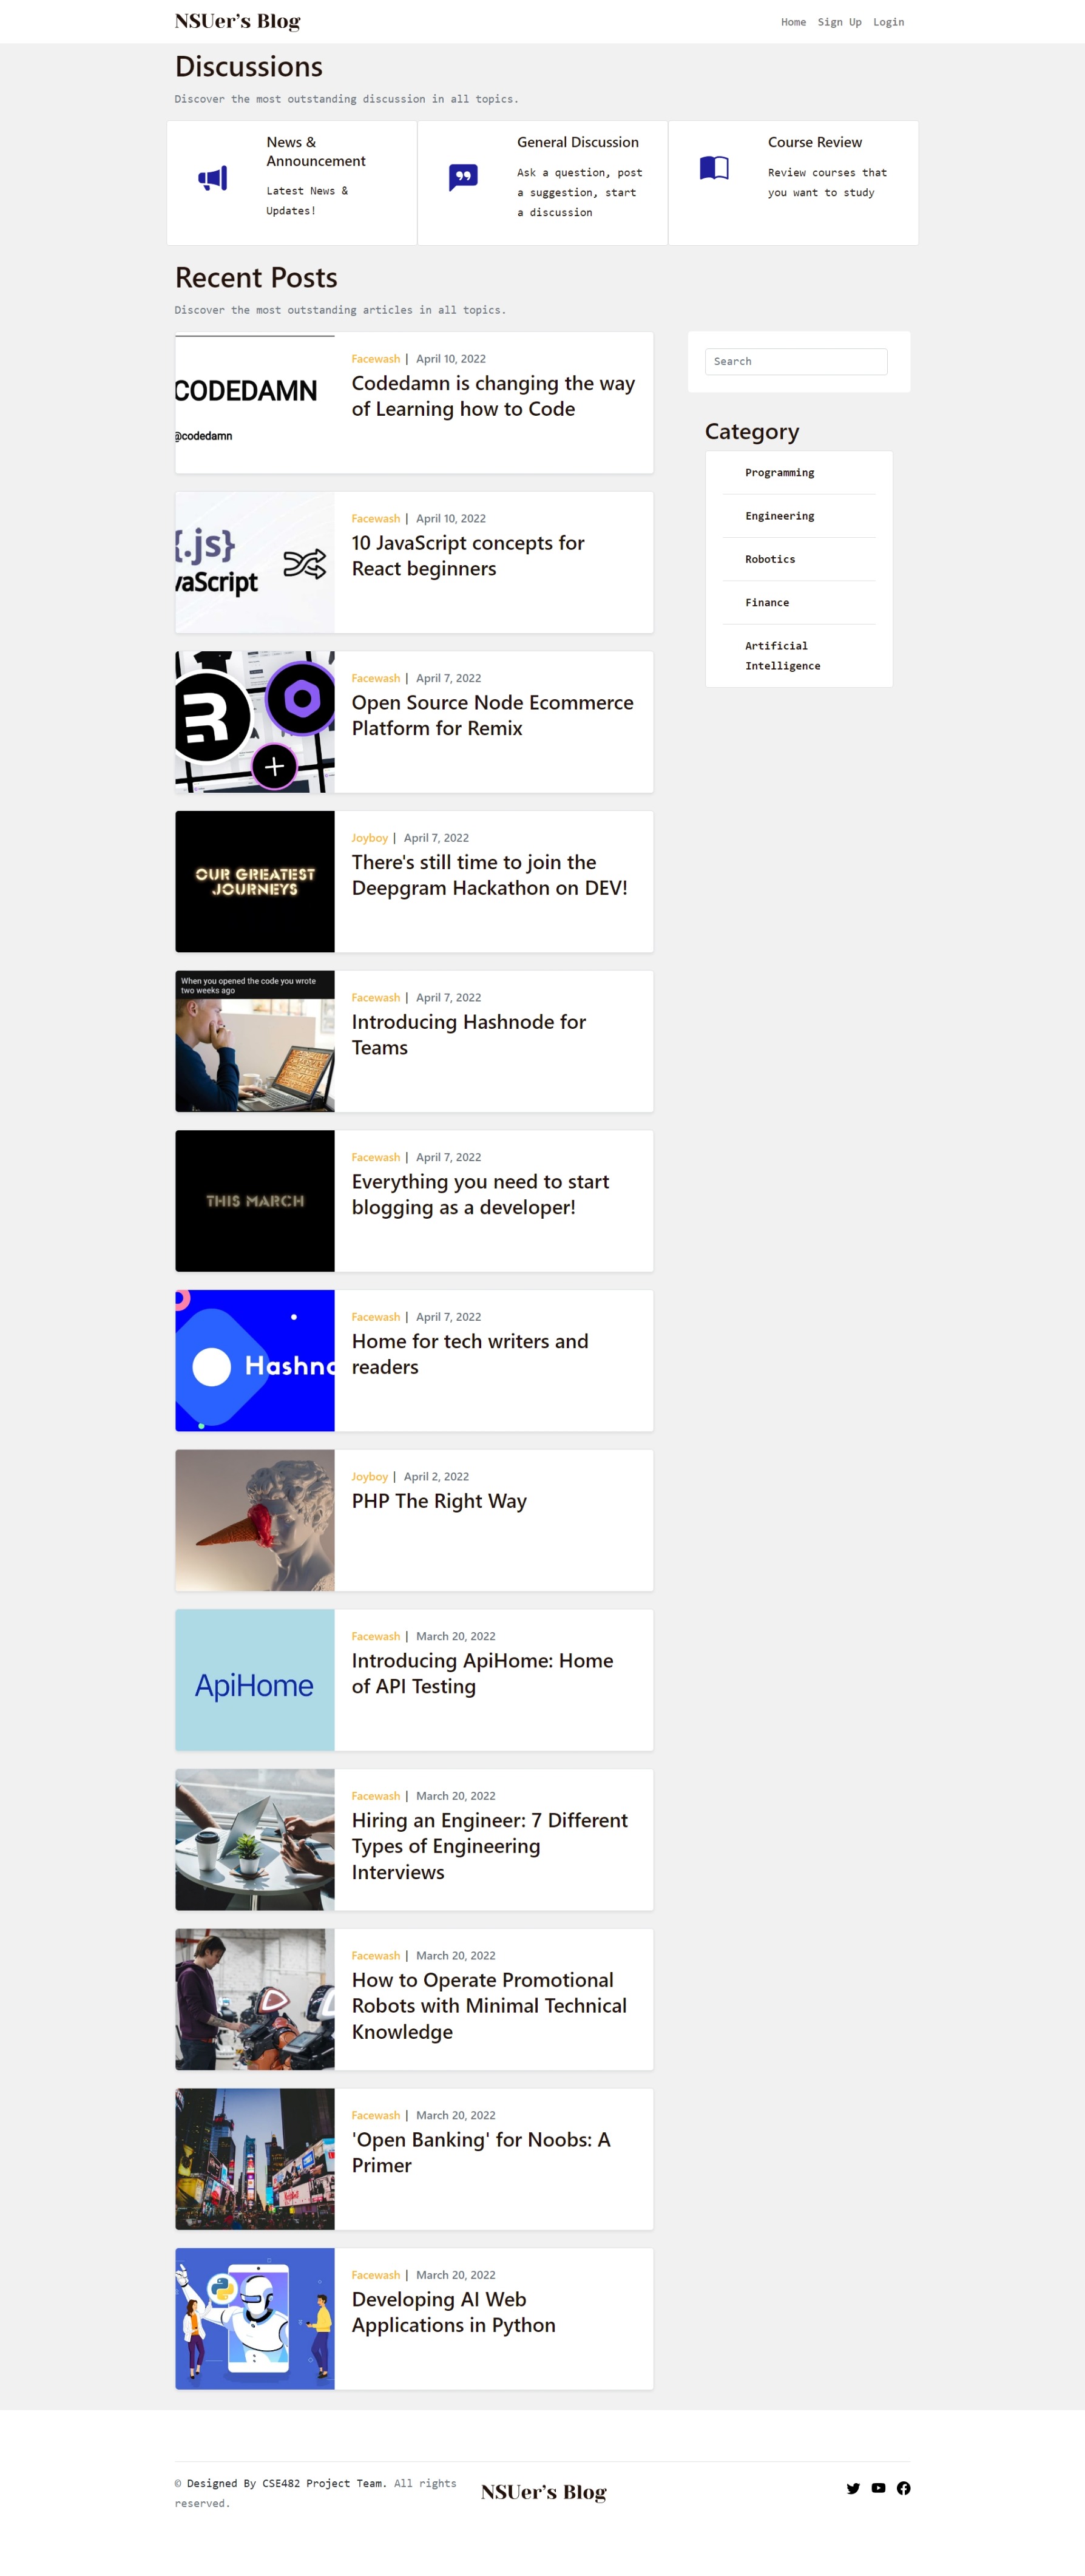 NSUer's Blog
Home Sign Up Login
Discussions
Discover the most outstanding discussion in all topics.
News &
Announcement
Latest News &
Updates!
General Discussion
Ask a question, post
a suggestion, start
a discussion
Course Review
Review courses that
you want to study
Recent Posts
Discover the most outstanding articles in all topics.
CODEDAMN
@codedamn
Facewash | April 10, 2022
Codedamn is changing the way
of Learning how to Code
{.js}
vaScript
Facewash | April 10, 2022
10 JavaScript concepts for
React beginners
Facewash | April 7, 2022
Open Source Node Ecommerce
Platform for Remix
OUR GREATEST
JOURNEYS
Joyboy | April 7, 2022
There's still time to join the
Deepgram Hackathon on DEV!
When you opened the code you wrote
two weeks ago
Facewash | April 7, 2022
Introducing Hashnode for
Teams
THIS MARCH
Facewash | April 7, 2022
Everything you need to start
blogging as a developer!
Hashno
Facewash | April 7, 2022
Home for tech writers and
readers
Joyboy | April 2, 2022
PHP The Right Way
ApiHome
Facewash | March 20, 2022
Introducing ApiHome: Home
of API Testing
Facewash | March 20, 2022
Hiring an Engineer: 7 Different
Types of Engineering
Interviews
Facewash | March 20, 2022
How to Operate Promotional
Robots with Minimal Technical
Knowledge
Facewash | March 20, 2022
'Open Banking' for Noobs: A
Primer
Facewash | March 20, 2022
Developing AI Web
Applications in Python
Search
Category
Programming
Engineering
Robotics
Finance
Artificial
Intelligence
© Designed By CSE482 Project Team. All rights
reserved.
NSUer's Blog